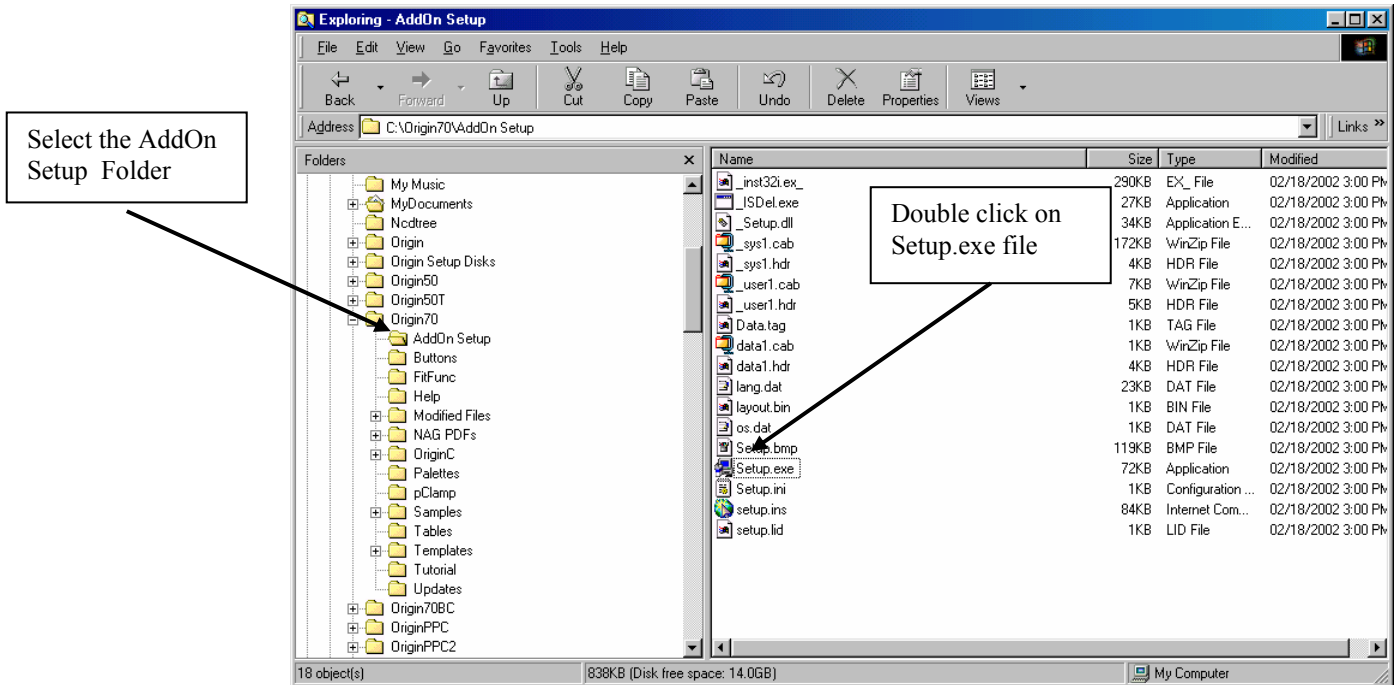 Exploring - AddOn Setup
File Edit View Go Favorites Tools Help
Back Forward Up Cut Copy Paste Undo Delete Properties Views
Address C:\Origin70\AddOn Setup Links »
Select the AddOn
Setup Folder
Folders
My Music
MyDocuments
Ncdtree
Origin
Origin Setup Disks
Origin50
Origin50T
Origin70
AddOn Setup
Buttons
FitFunc
Help
Modified Files
NAG PDFs
OriginC
Palettes
pClamp
Samples
Tables
Templates
Tutorial
Updates
Origin70BC
OriginPPC
OriginPPC2
Name Size Type Modified
_inst32i.ex_ 290KB EX_ File 02/18/2002 3:00 PM
_ISDel.exe 27KB Application 02/18/2002 3:00 PM
_Setup.dll 34KB Application E... 02/18/2002 3:00 PM
_sys1.cab 172KB WinZip File 02/18/2002 3:00 PM
_sys1.hdr 4KB HDR File 02/18/2002 3:00 PM
_user1.cab 7KB WinZip File 02/18/2002 3:00 PM
_user1.hdr 5KB HDR File 02/18/2002 3:00 PM
Data.tag 1KB TAG File 02/18/2002 3:00 PM
data1.cab 1KB WinZip File 02/18/2002 3:00 PM
data1.hdr 4KB HDR File 02/18/2002 3:00 PM
lang.dat 23KB DAT File 02/18/2002 3:00 PM
layout.bin 1KB BIN File 02/18/2002 3:00 PM
os.dat 1KB DAT File 02/18/2002 3:00 PM
Setup.bmp 119KB BMP File 02/18/2002 3:00 PM
Setup.exe 72KB Application 02/18/2002 3:00 PM
Setup.ini 1KB Configuration ... 02/18/2002 3:00 PM
setup.ins 84KB Internet Com... 02/18/2002 3:00 PM
setup.lid 1KB LID File 02/18/2002 3:00 PM
Double click on
Setup.exe file
18 object(s) 838KB (Disk free space: 14.0GB) My Computer